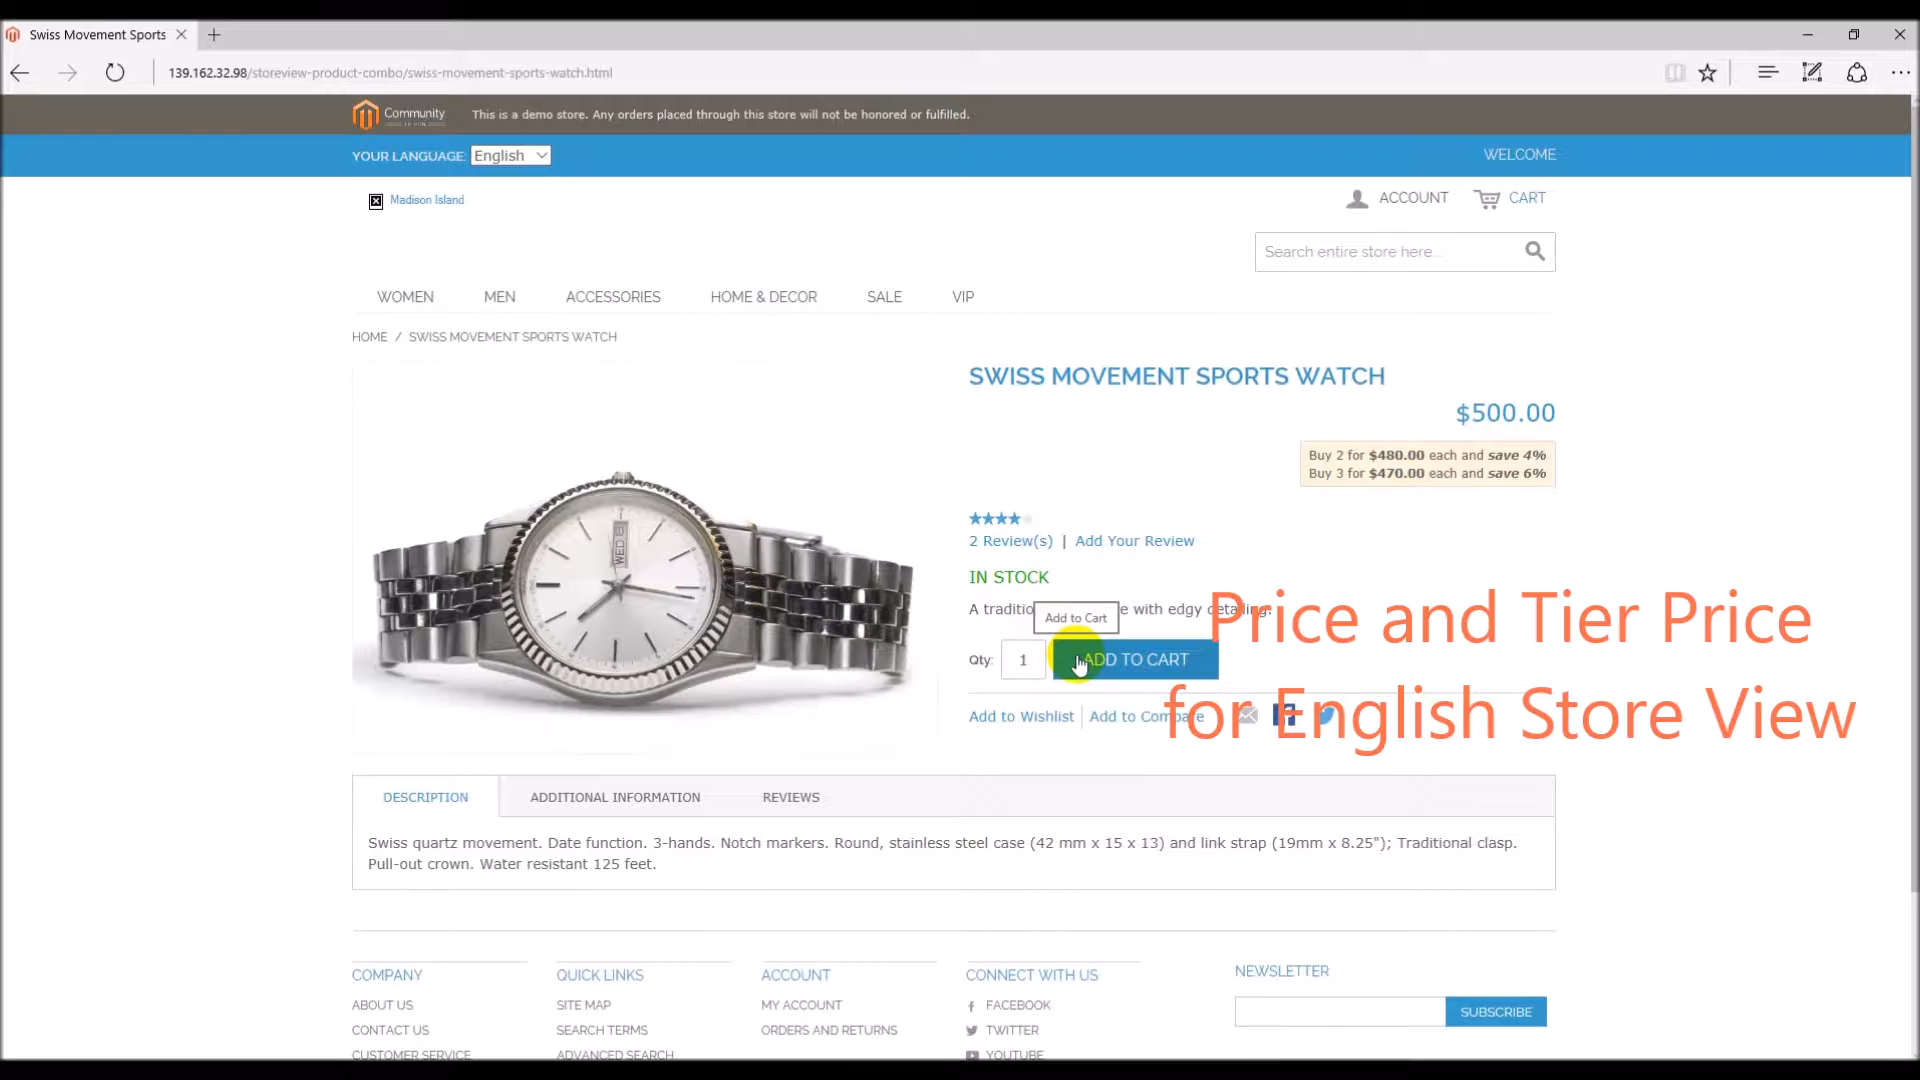 Swiss Movement Sports
139.162.32.98/storeview-product-combo/swiss-movement-sports-watch.html
Community
This is a demo store. Any orders placed through this store will not be honored or fulfilled.
YOUR LANGUAGE: English
WELCOME
Madison Island
ACCOUNT CART
Search entire store here...
WOMEN MEN ACCESSORIES HOME & DECOR SALE VIP
HOME / SWISS MOVEMENT SPORTS WATCH
SWISS MOVEMENT SPORTS WATCH
$500.00
Buy 2 for $480.00 each and save 4%
Buy 3 for $470.00 each and save 6%
2 Review(s) | Add Your Review
IN STOCK
A traditio e with edgy detailing.
Add to Cart
Qty: 1 ADD TO CART
Add to Wishlist Add to Compare
Price and Tier Price
for English Store View
WED 15
DESCRIPTION ADDITIONAL INFORMATION REVIEWS
Swiss quartz movement. Date function. 3-hands. Notch markers. Round, stainless steel case (42 mm x 15 x 13) and link strap (19mm x 8.25"); Traditional clasp.
Pull-out crown. Water resistant 125 feet.
COMPANY QUICK LINKS ACCOUNT CONNECT WITH US NEWSLETTER
ABOUT US SITE MAP MY ACCOUNT FACEBOOK
SUBSCRIBE
CONTACT US SEARCH TERMS ORDERS AND RETURNS TWITTER
CUSTOMER SERVICE ADVANCED SEARCH YOUTUBE